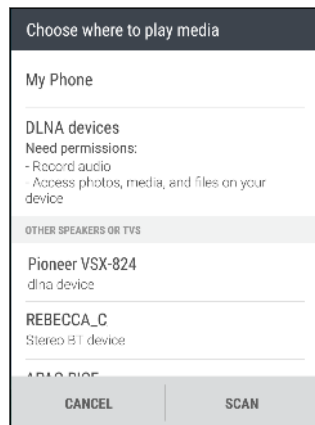 Choose where to play media
My Phone
DLNA devices
Need permissions:
- Record audio
- Access photos, media, and files on your
device
OTHER SPEAKERS OR TVS
Pioneer VSX-824
dlna device
REBECCA_C
Stereo BT device
CANCEL
SCAN